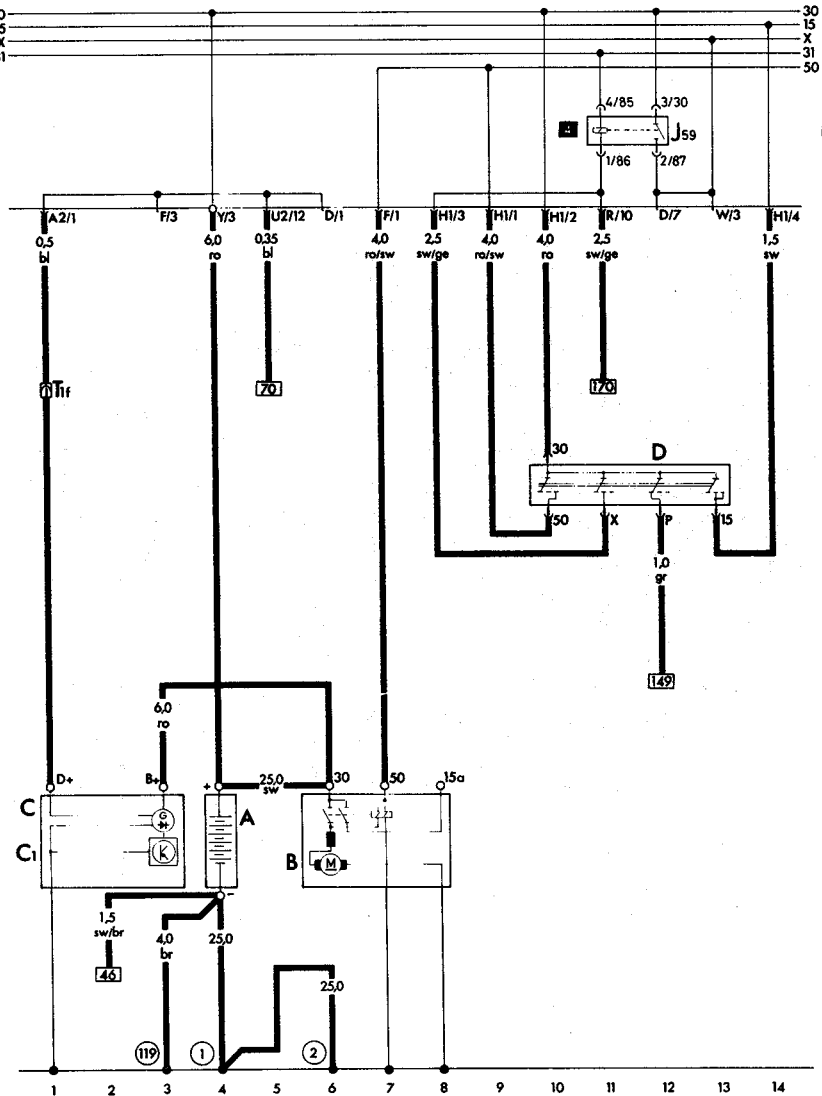 30
15
X
31
50
4/85 3/30
4 J59
1/86 2/87
A2/1 F/3 Y/3 U2/12 D/1 F/1 H1/3 H1/1 H1/2 R/10 D/7 W/3 H1/4
0,5 6,0 0,35 4,0 2,5 4,0 4,0 2,5 1,5
bl ro bl ro/sw sw/ge ro/sw ro sw/ge sw
T1f 70 170
30 D
50 X P 15
1,0
gr
149
6,0
ro
D+ B+ + 25,0 30 50 15a
sw
C G A
C1 B M
−
1,5 4,0 25,0
sw/br br
46 25,0
119 1 2
1 2 3 4 5 6 7 8 9 10 11 12 13 14